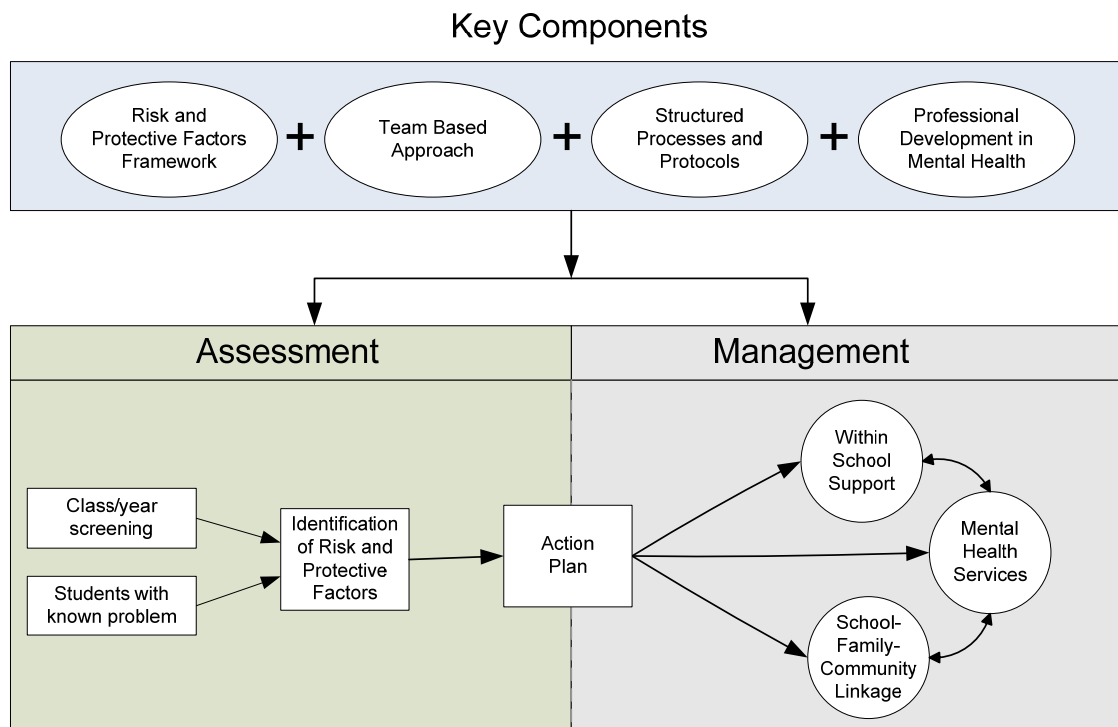 Key Components
Risk and
Protective Factors
Framework
+
Team Based
Approach
+
Structured
Processes and
Protocols
+
Professional
Development in
Mental Health
Assessment
Management
Class/year
screening
Students with
known problem
Identification
of Risk and
Protective
Factors
Action
Plan
Within
School
Support
Mental
Health
Services
School-
Family-
Community
Linkage